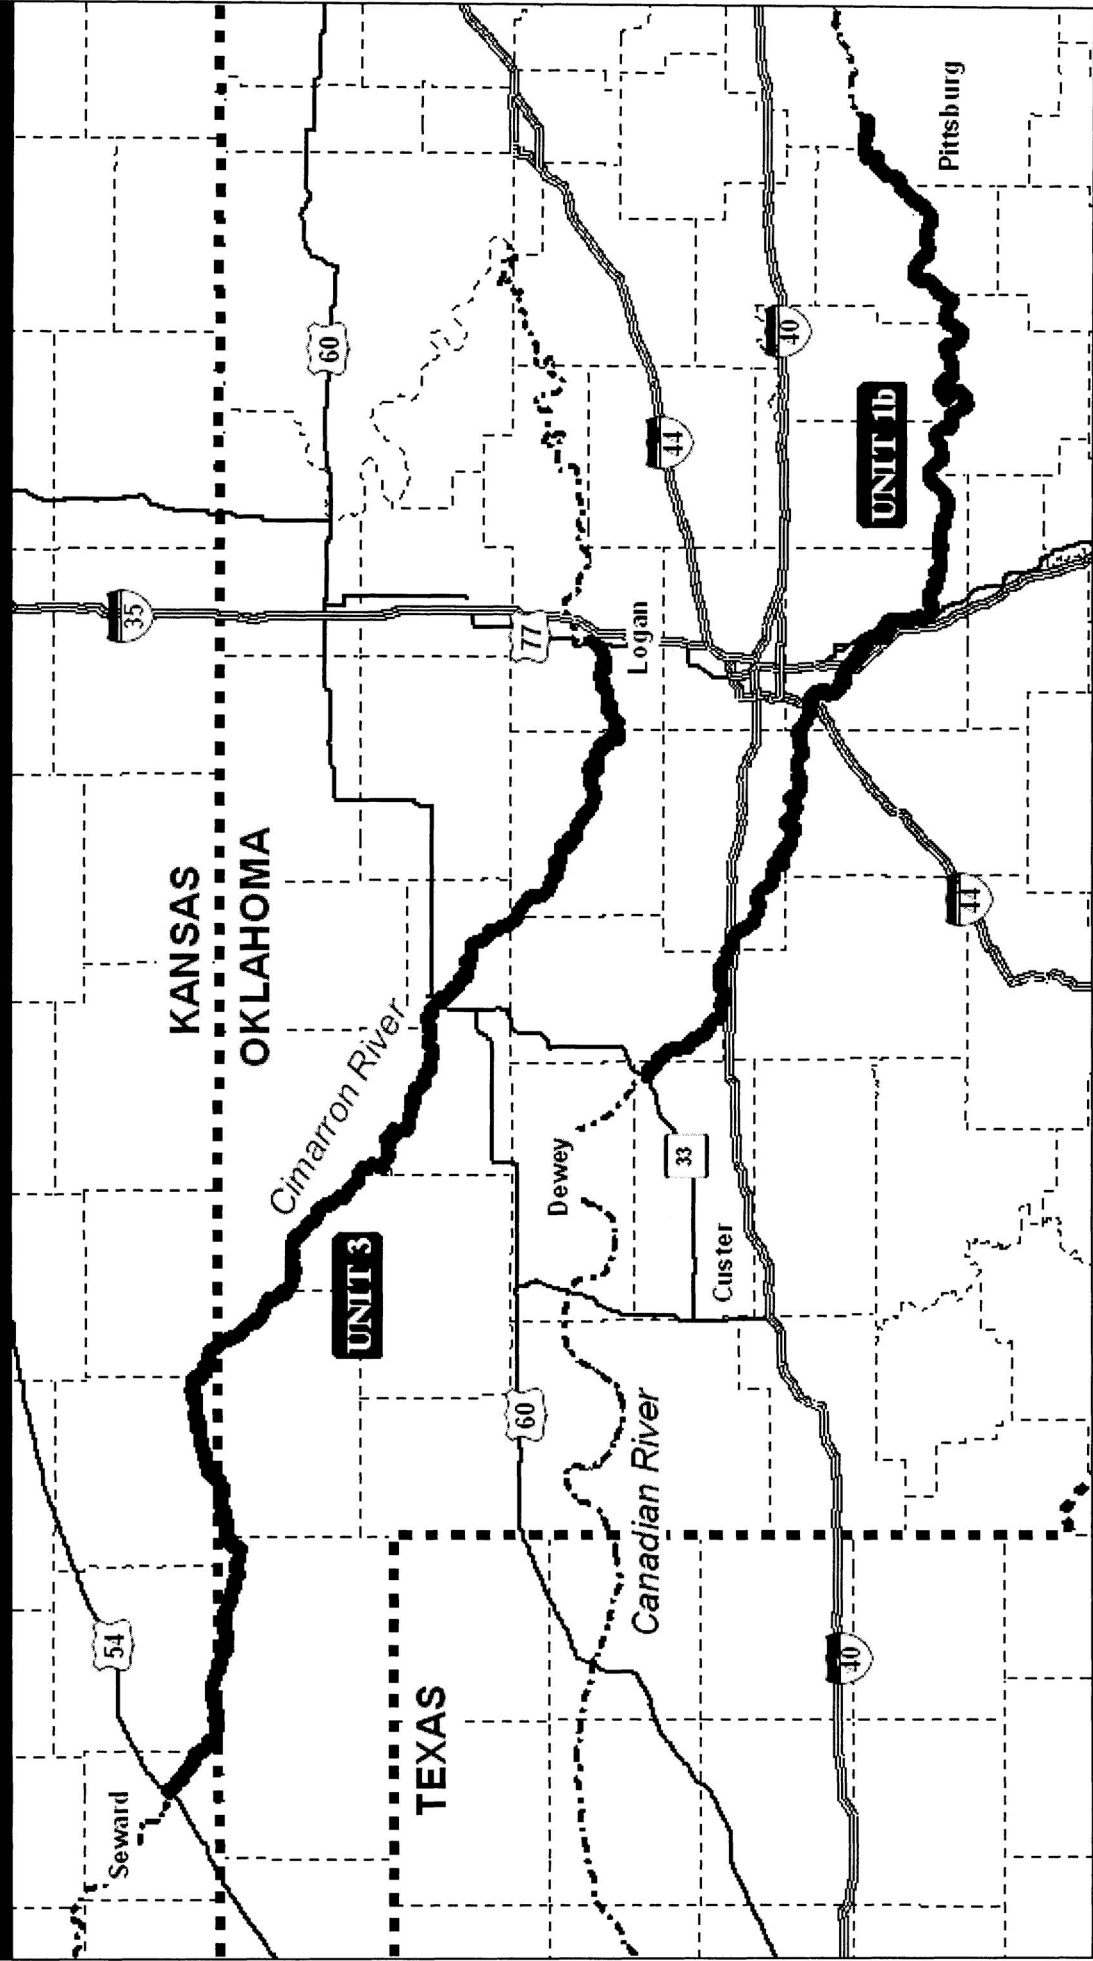 54
Seward
KANSAS
OKLAHOMA
35
60
Cimarron River
UNIT 3
TEXAS
60
77
Logan
44
40
Dewey
33
Custer
Canadian River
UNIT 1b
Pittsburg
44
40